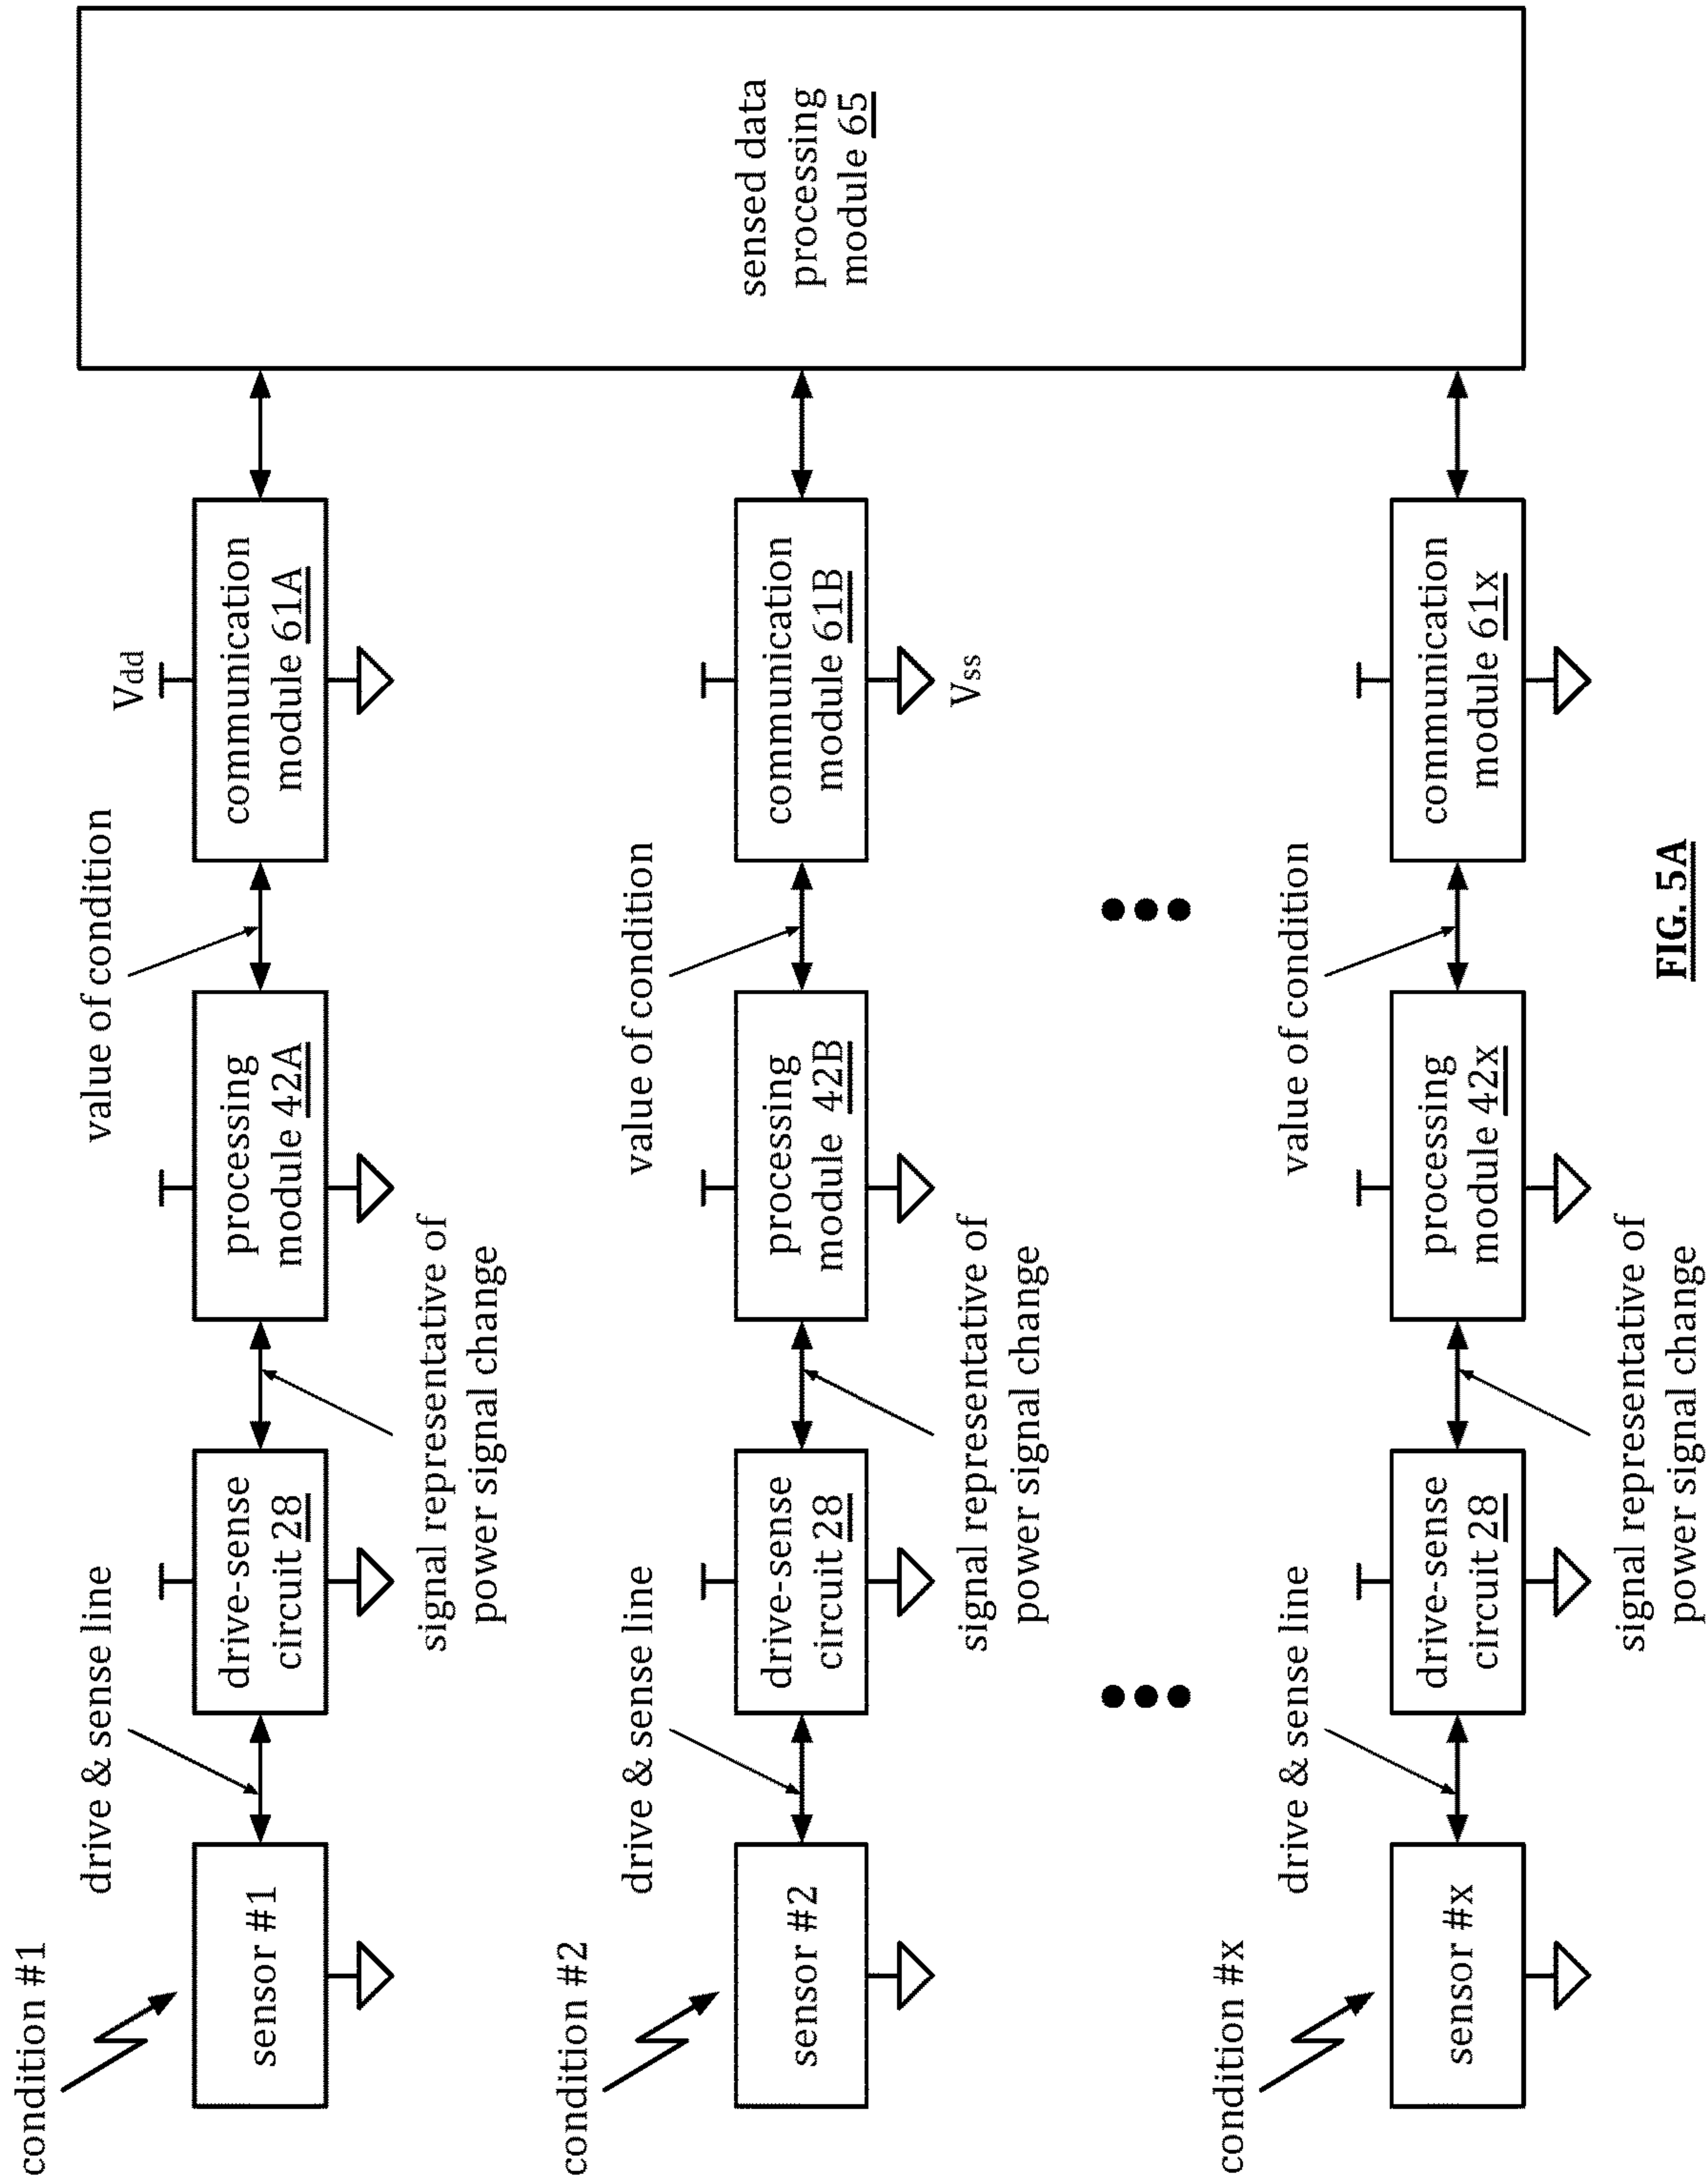 condition #1
sensor #1
drive & sense line
drive-sense
circuit 28
signal representative of
power signal change
processing
module 42A
value of condition
Vdd
communication
module 61A
condition #2
sensor #2
drive & sense line
drive-sense
circuit 28
signal representative of
power signal change
processing
module 42B
value of condition
communication
module 61B
Vss
condition #x
sensor #x
drive & sense line
drive-sense
circuit 28
signal representative of
power signal change
processing
module 42x
value of condition
communication
module 61x
sensed data
processing
module 65
FIG. 5A